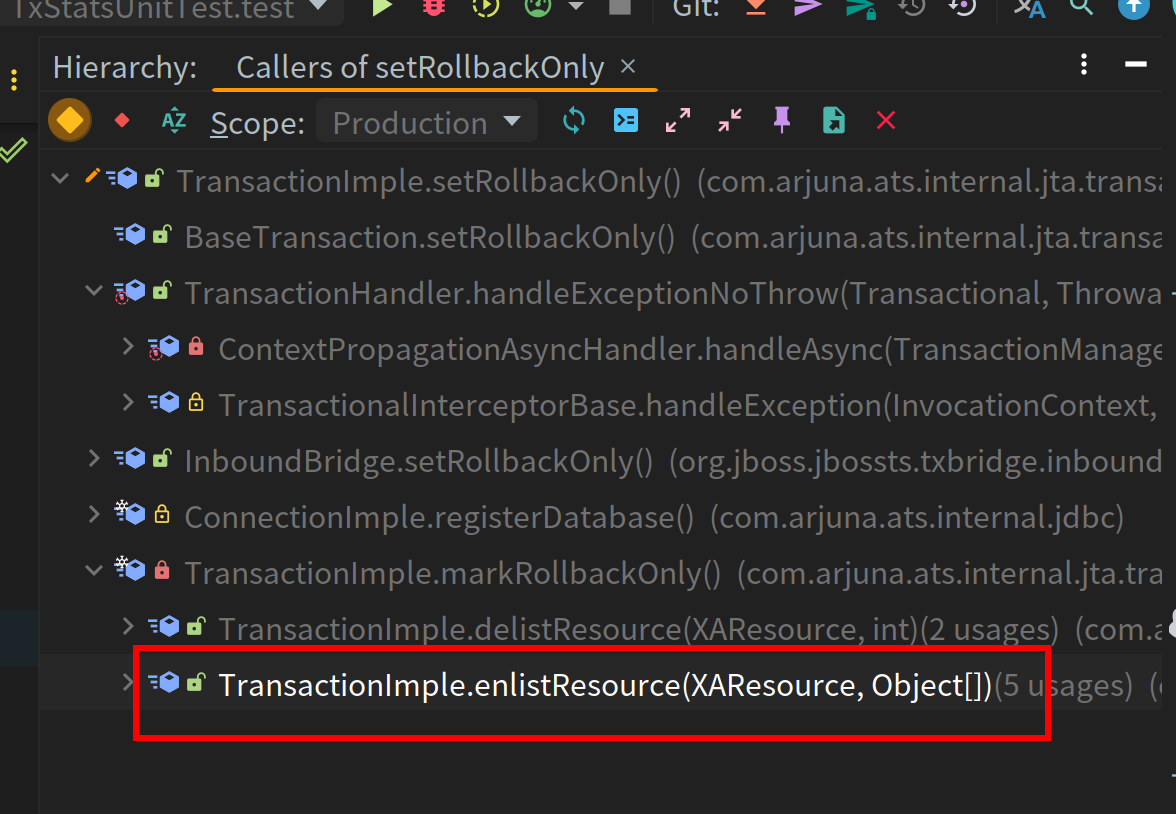 TxStatsUnitTest.test Git:
Hierarchy: Callers of setRollbackOnly
Scope: Production
TransactionImple.setRollbackOnly() (com.arjuna.ats.internal.jta.transa
BaseTransaction.setRollbackOnly() (com.arjuna.ats.internal.jta.transa
TransactionHandler.handleExceptionNoThrow(Transactional, Throwa
ContextPropagationAsyncHandler.handleAsync(TransactionManage
TransactionalInterceptorBase.handleException(InvocationContext,
InboundBridge.setRollbackOnly() (org.jboss.jbossts.txbridge.inbound
ConnectionImple.registerDatabase() (com.arjuna.ats.internal.jdbc)
TransactionImple.markRollbackOnly() (com.arjuna.ats.internal.jta.tra
TransactionImple.delistResource(XAResource, int)(2 usages) (com.a
TransactionImple.enlistResource(XAResource, Object[])(5 usages) (c